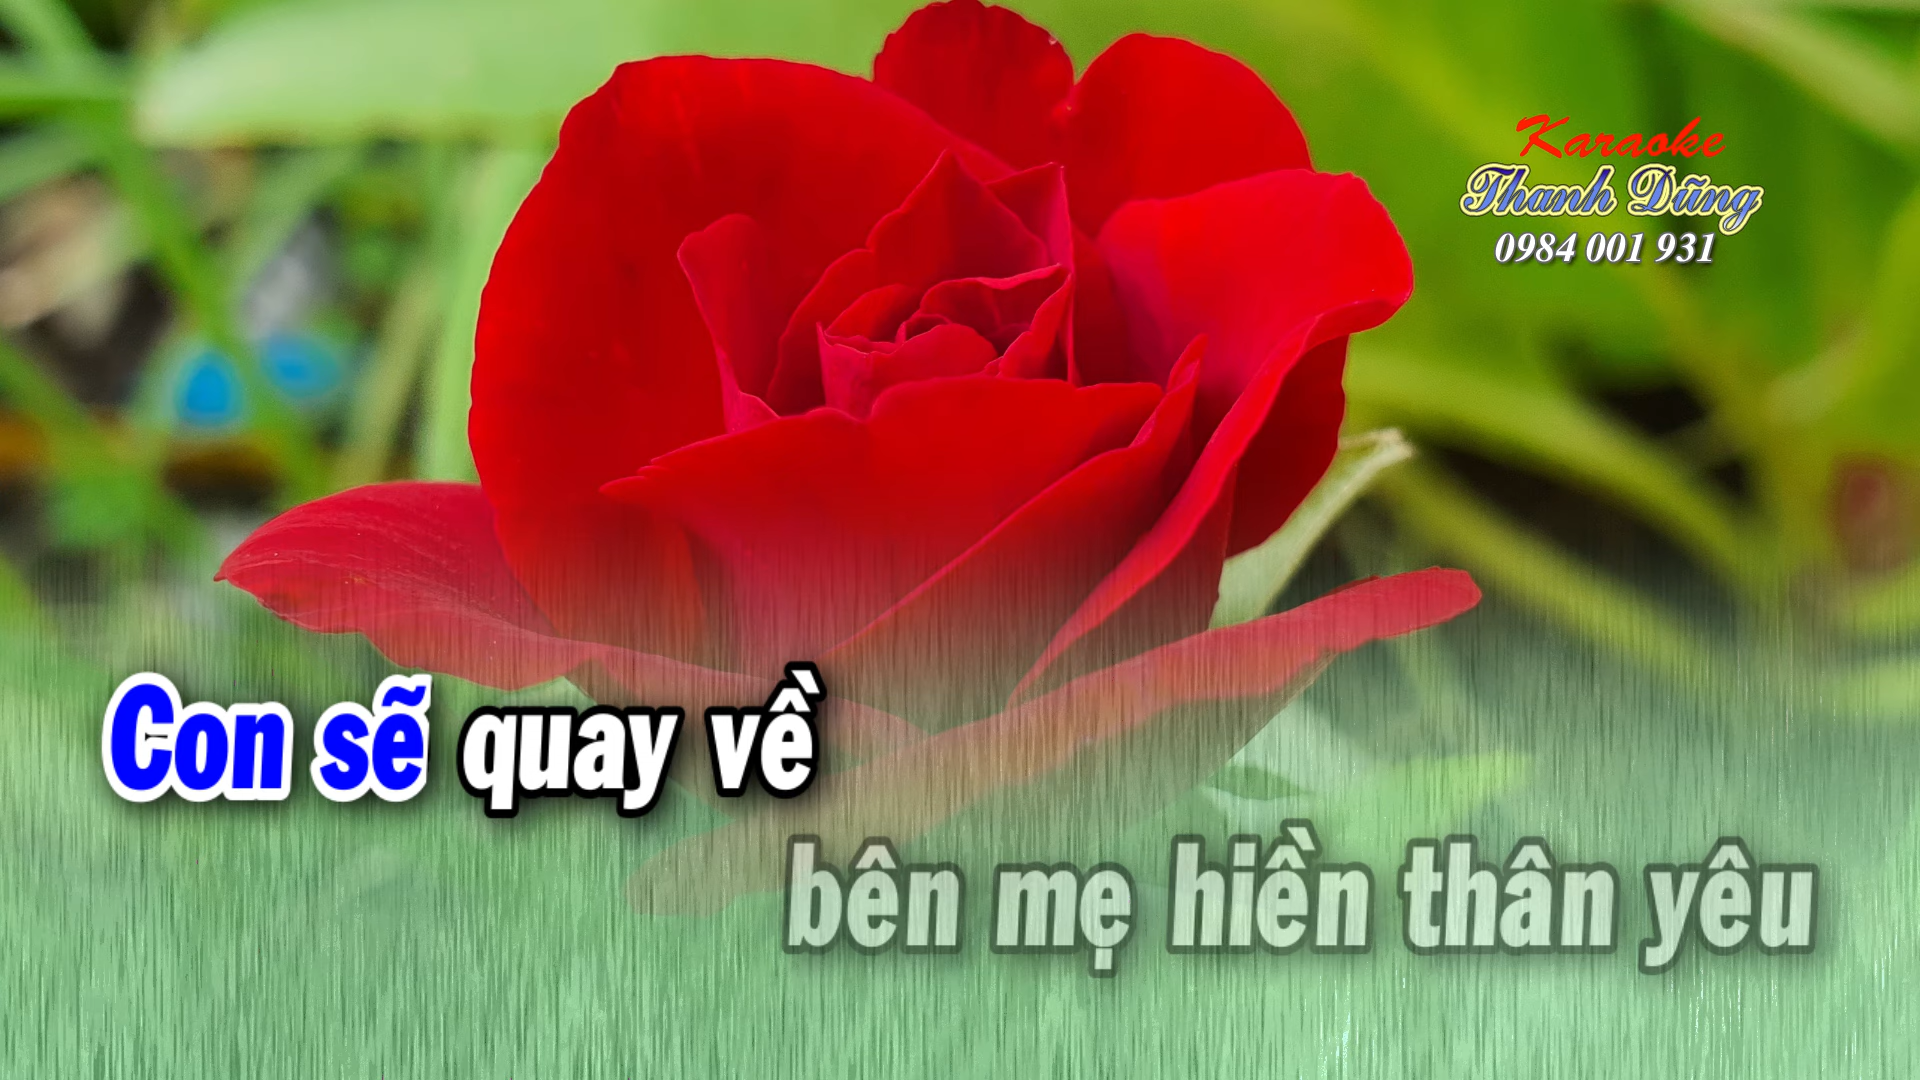 Karaoke
Thanh Dũng
0984 001 931
Con sẽ quay về
bên mẹ hiền thân yêu